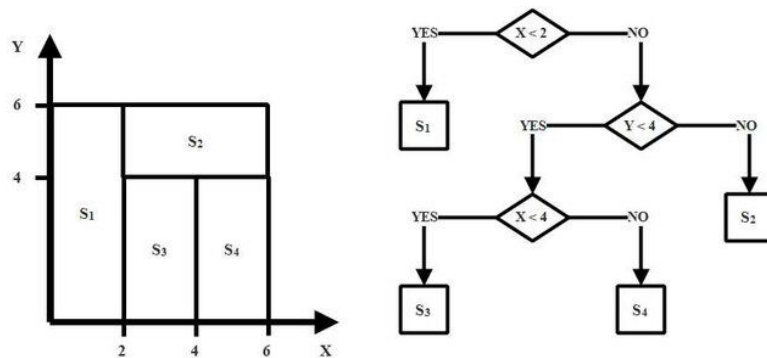 Y
6
4
S1
S2
S3
S4
2 4 6 X
YES X < 2 NO
S1
YES Y < 4 NO
S2
YES X < 4 NO
S3
S4